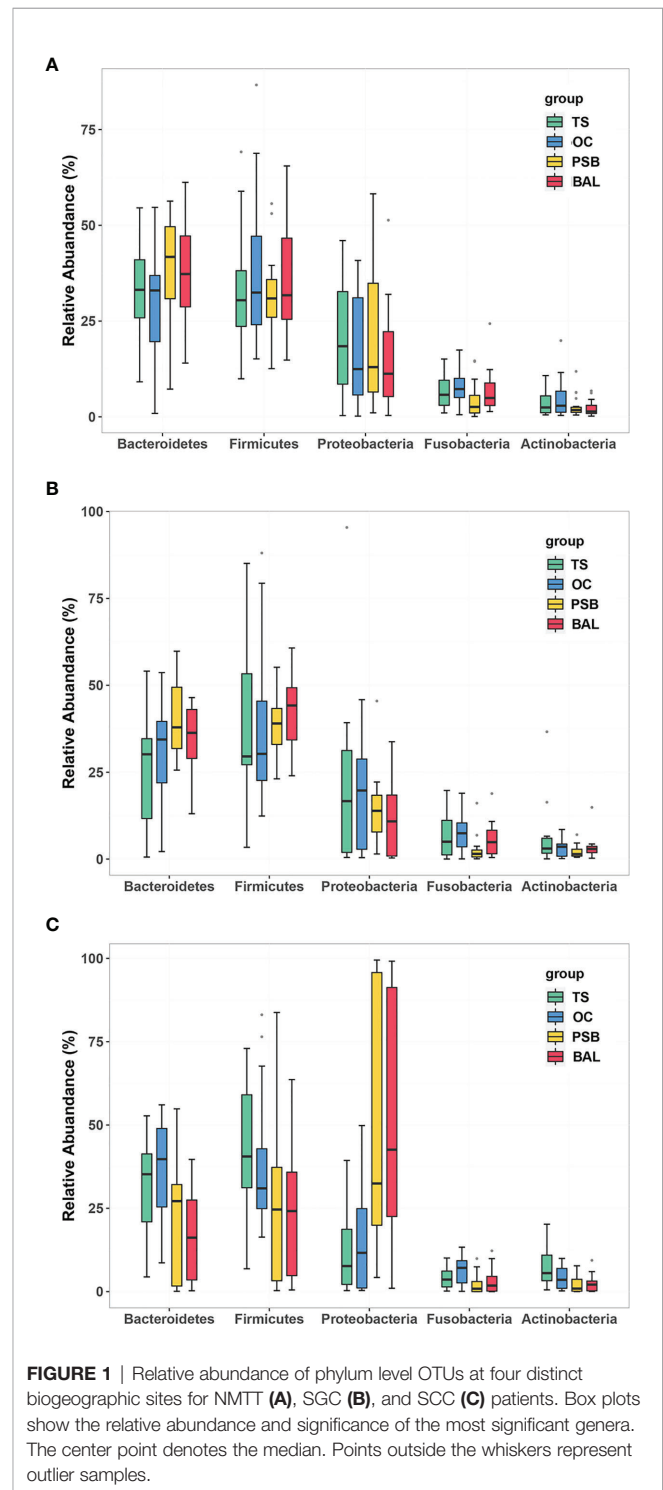 A
Relative Abuandance (%)
75
50
25
0
group
TS
OC
PSB
BAL
Bacteroidetes Firmicutes Proteobacteria Fusobacteria Actinobacteria
B
Relative Abuandance (%)
100
75
50
25
0
group
TS
OC
PSB
BAL
Bacteroidetes Firmicutes Proteobacteria Fusobacteria Actinobacteria
C
Relative Abuandance (%)
100
75
50
25
0
group
TS
OC
PSB
BAL
Bacteroidetes Firmicutes Proteobacteria Fusobacteria Actinobacteria
FIGURE 1 | Relative abundance of phylum level OTUs at four distinct
biogeographic sites for NMTT (A), SGC (B), and SCC (C) patients. Box plots
show the relative abundance and significance of the most significant genera.
The center point denotes the median. Points outside the whiskers represent
outlier samples.